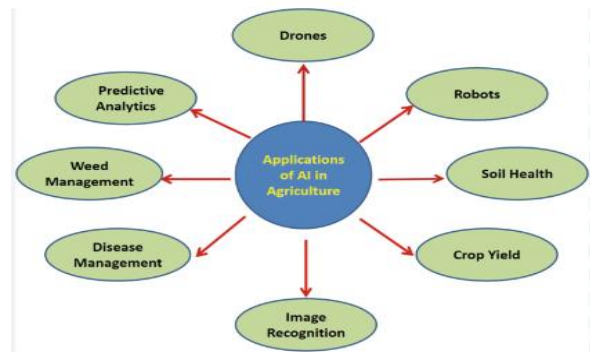 Drones
Predictive
Analytics
Robots
Applications
of AI in
Agriculture
Weed
Management
Soil Health
Disease
Management
Crop Yield
Image
Recognition